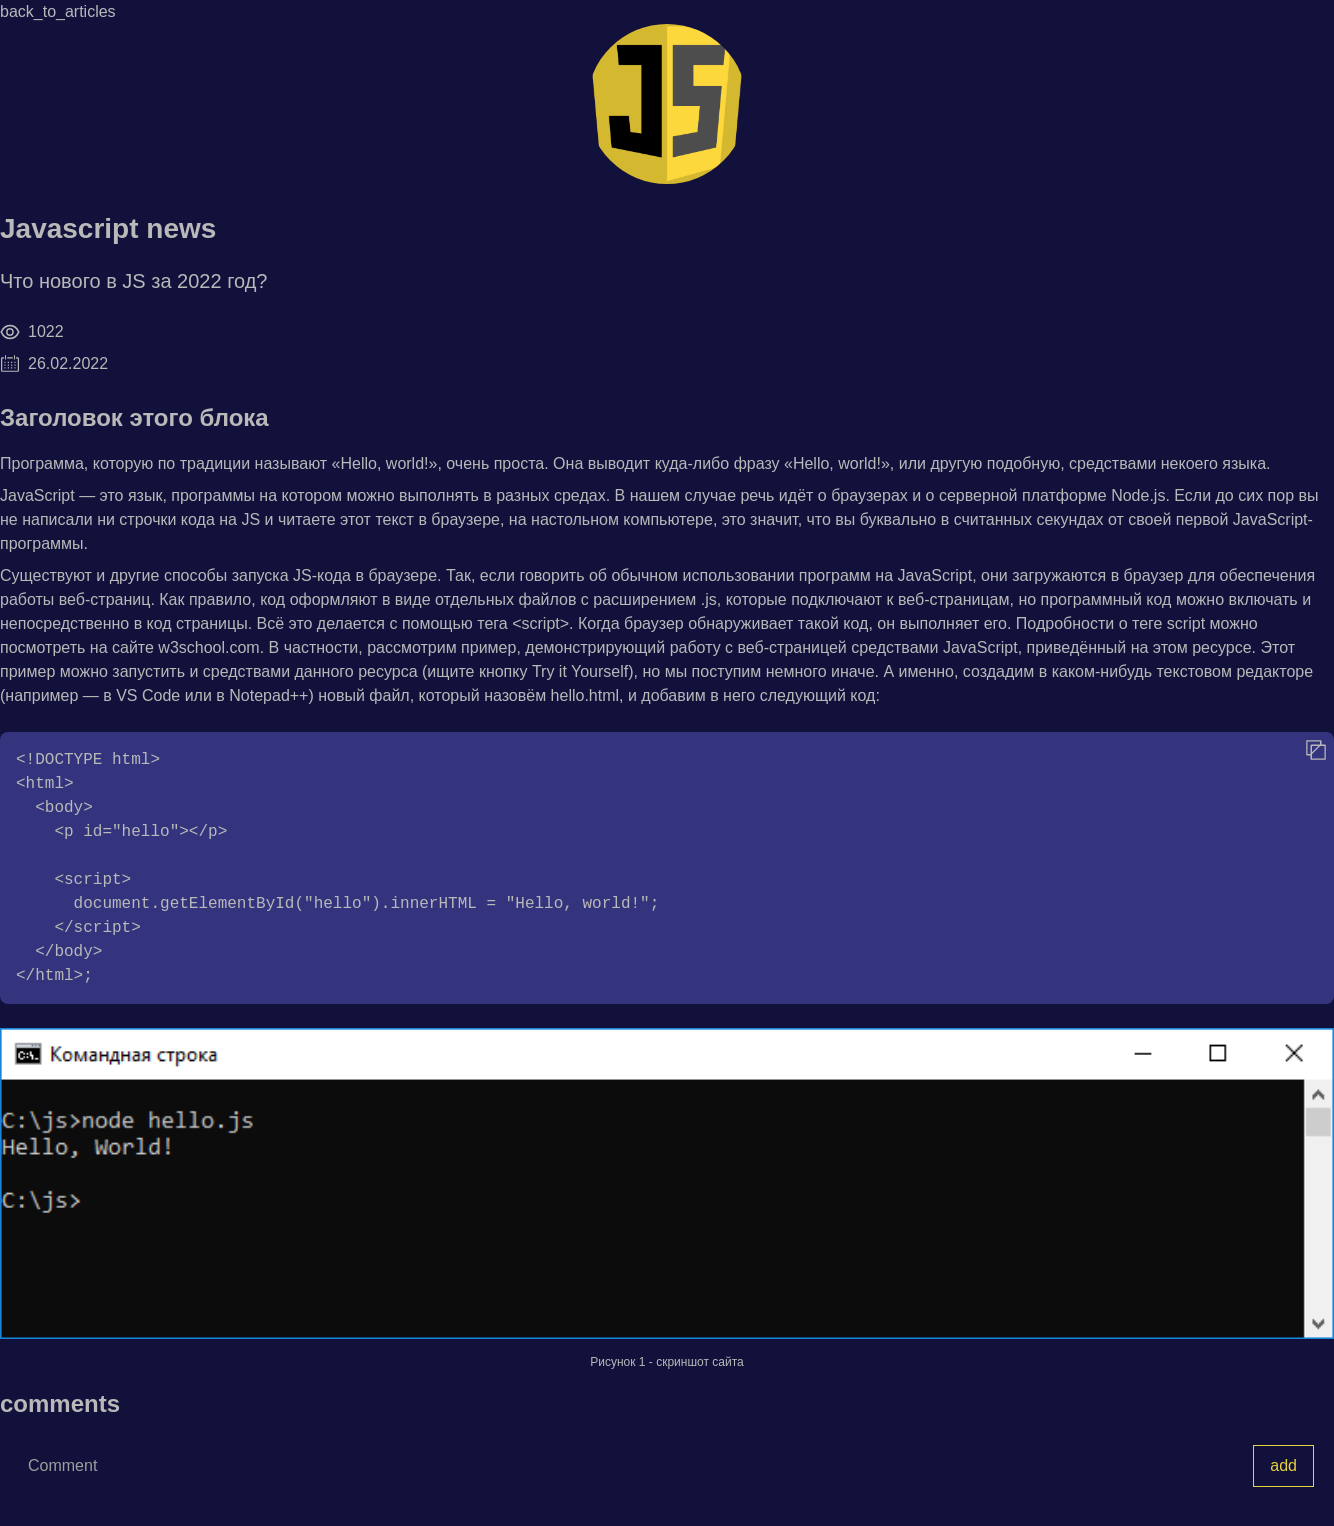 back_to_articles
JS
Javascript news
Что нового в JS за 2022 год?
1022
26.02.2022
Заголовок этого блока
Программа, которую по традиции называют «Hello, world!», очень проста. Она выводит куда-либо фразу «Hello, world!», или другую подобную, средствами некоего языка.
JavaScript — это язык, программы на котором можно выполнять в разных средах. В нашем случае речь идёт о браузерах и о серверной платформе Node.js. Если до сих пор вы
не написали ни строчки кода на JS и читаете этот текст в браузере, на настольном компьютере, это значит, что вы буквально в считанных секундах от своей первой JavaScript-
программы.
Существуют и другие способы запуска JS-кода в браузере. Так, если говорить об обычном использовании программ на JavaScript, они загружаются в браузер для обеспечения
работы веб-страниц. Как правило, код оформляют в виде отдельных файлов с расширением .js, которые подключают к веб-страницам, но программный код можно включать и
непосредственно в код страницы. Всё это делается с помощью тега <script>. Когда браузер обнаруживает такой код, он выполняет его. Подробности о теге script можно
посмотреть на сайте w3school.com. В частности, рассмотрим пример, демонстрирующий работу с веб-страницей средствами JavaScript, приведённый на этом ресурсе. Этот
пример можно запустить и средствами данного ресурса (ищите кнопку Try it Yourself), но мы поступим немного иначе. А именно, создадим в каком-нибудь текстовом редакторе
(например — в VS Code или в Notepad++) новый файл, который назовём hello.html, и добавим в него следующий код:
<!DOCTYPE html>
<html>
  <body>
    <p id="hello"></p>

    <script>
      document.getElementById("hello").innerHTML = "Hello, world!";
    </script>
  </body>
</html>;
C:\. Командная строка
C:\js>node hello.js
Hello, World!
C:\js>
Рисунок 1 - скриншот сайта
comments
Comment
add